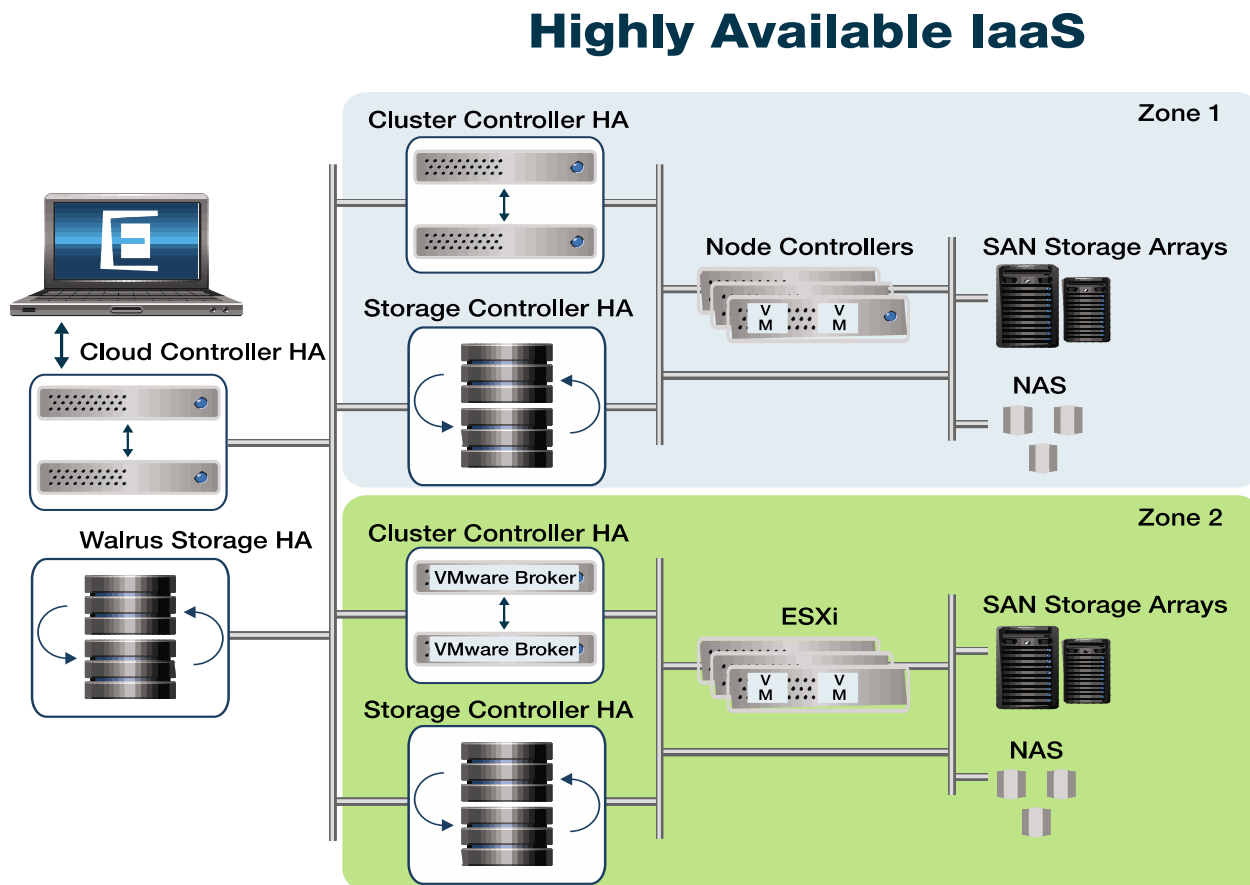 Highly Available IaaS
Zone 1
Cluster Controller HA
Node Controllers
SAN Storage Arrays
V
M
V
M
Storage Controller HA
Cloud Controller HA
NAS
Zone 2
Walrus Storage HA
Cluster Controller HA
VMware Broker
VMware Broker
ESXi
SAN Storage Arrays
V
M
V
M
Storage Controller HA
NAS